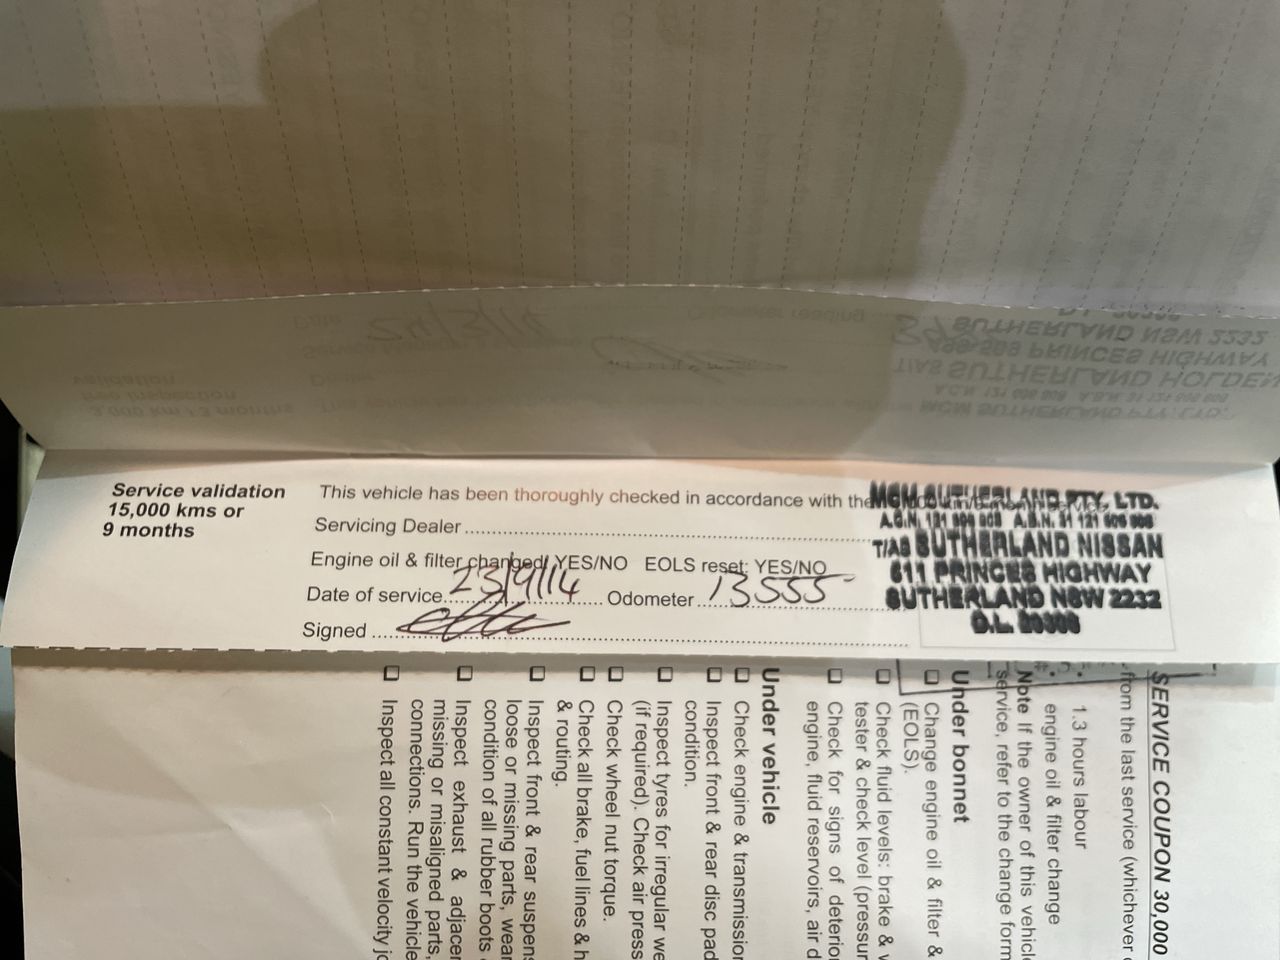 Service validation
15,000 kms or
9 months
This vehicle has been thoroughly checked in accordance with the
Servicing Dealer
Engine oil & filter changed: YES/NO EOLS reset: YES/NO
Date of service 23/9/14 Odometer 13555
Signed
MGM SUTHERLAND PTY. LTD.
A.C.N. 121 A.B.N. 31 121
T/AS SUTHERLAND NISSAN
611 PRINCES HIGHWAY
SUTHERLAND NSW 2232
D.L.
SERVICE COUPON 30,000
from the last service (whichever
1.3 hours labour
engine oil & filter change
Note If the owner of this vehicle
service, refer to the change form
Under bonnet
Change engine oil & filter &
(EOLS).
Check fluid levels: brake &
tester & check level (pressur
Check for signs of deterior
engine, fluid reservoirs, air d
Under vehicle
Check engine & transmission
Inspect front & rear disc pad
condition.
Inspect tyres for irregular we
(if required). Check air press
Check wheel nut torque.
Check all brake, fuel lines & h
& routing.
Inspect front & rear suspens
loose or missing parts, wear
condition of all rubber boots
Inspect exhaust & adjacen
missing or misaligned parts,
connections. Run the vehicle
Inspect all constant velocity jo